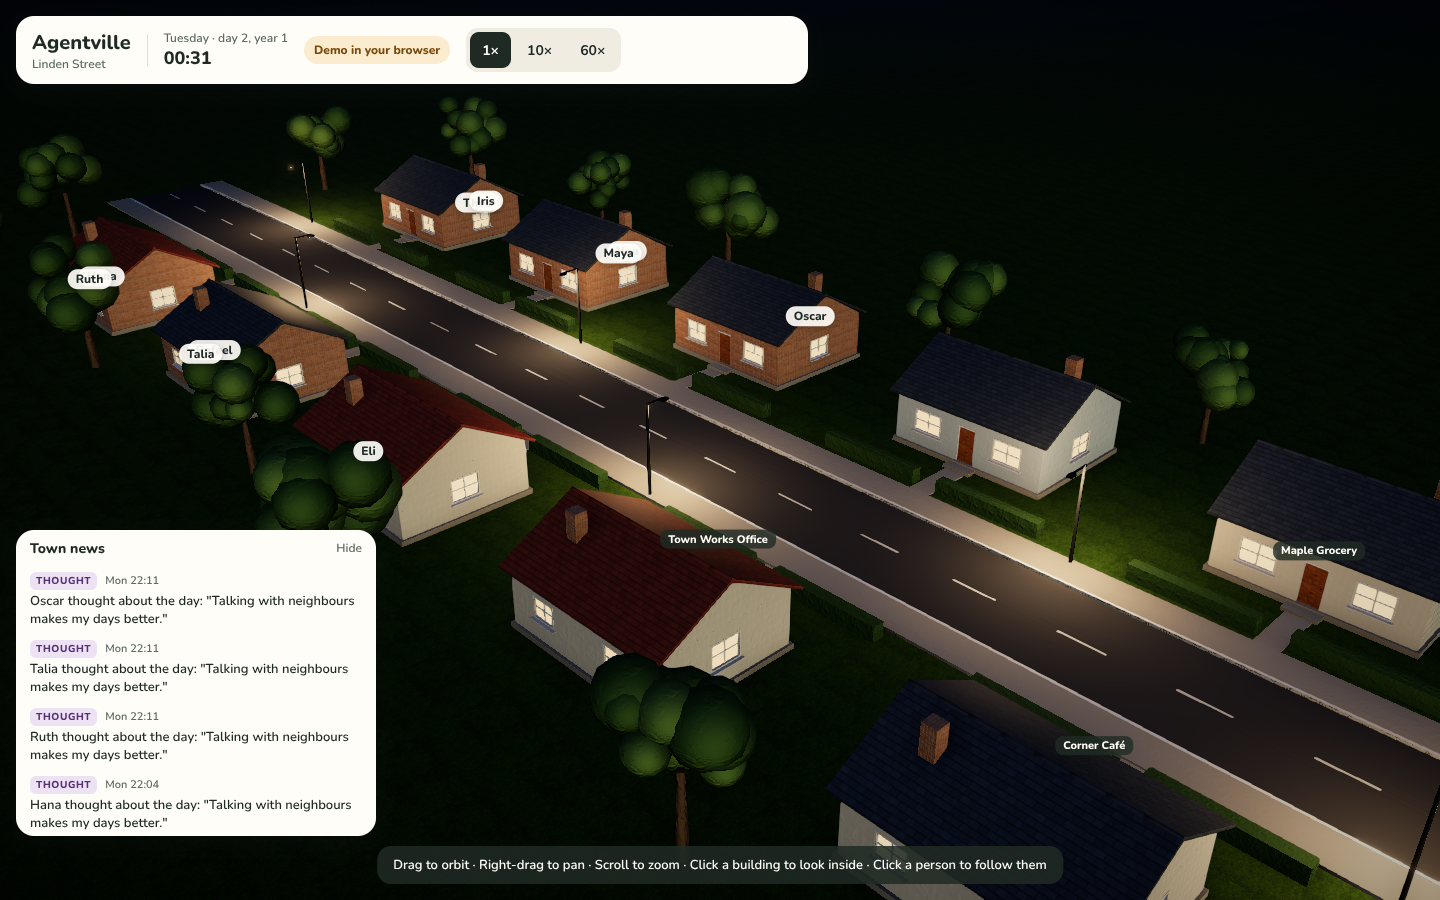 Agentville
Linden Street
Tuesday · day 2, year 1
00:31
Demo in your browser
1×
10×
60×
Iris
Maya
Ruth
Oscar
Talia
Eli
Town Works Office
Maple Grocery
Corner Café
Town news
Hide
THOUGHT Mon 22:11
Oscar thought about the day: "Talking with neighbours
makes my days better."
THOUGHT Mon 22:11
Talia thought about the day: "Talking with neighbours
makes my days better."
THOUGHT Mon 22:11
Ruth thought about the day: "Talking with neighbours
makes my days better."
THOUGHT Mon 22:04
Hana thought about the day: "Talking with neighbours
makes my days better."
Drag to orbit · Right-drag to pan · Scroll to zoom · Click a building to look inside · Click a person to follow them